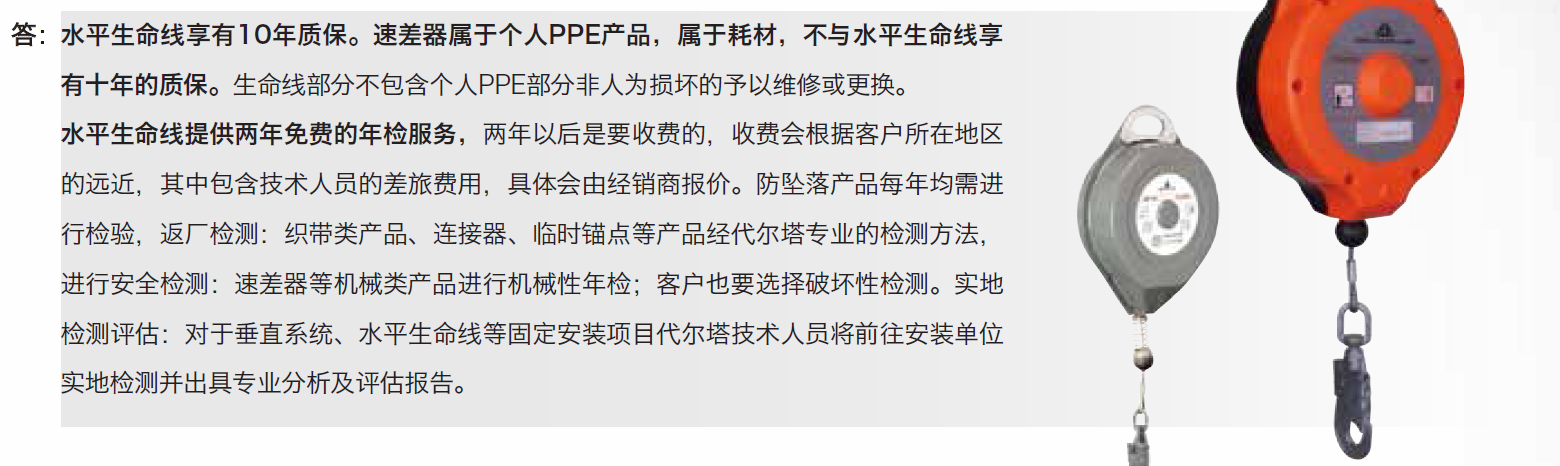 答：水平生命线享有10年质保。速差器属于个人PPE产品，属于耗材，不与水平生命线享
有十年的质保。生命线部分不包含个人PPE部分非人为损坏的予以维修或更换。
水平生命线提供两年免费的年检服务，两年以后是要收费的，收费会根据客户所在地区
的远近，其中包含技术人员的差旅费用，具体会由经销商报价。防坠落产品每年均需进
行检验，返厂检测：织带类产品、连接器、临时锚点等产品经代尔塔专业的检测方法，
进行安全检测：速差器等机械类产品进行机械性年检；客户也要选择破坏性检测。实地
检测评估：对于垂直系统、水平生命线等固定安装项目代尔塔技术人员将前往安装单位
实地检测并出具专业分析及评估报告。